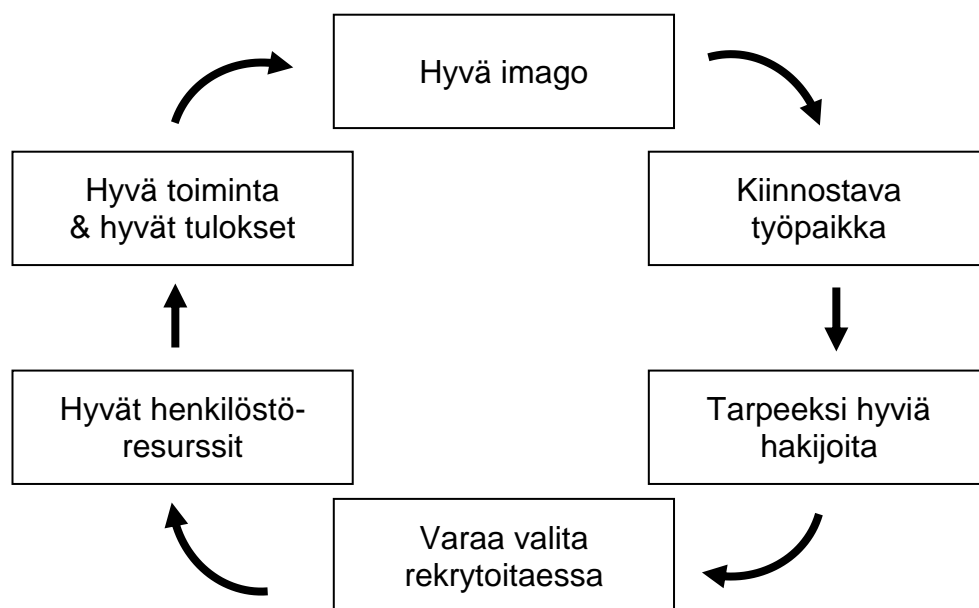 Hyvä imago
Kiinnostava
työpaikka
Tarpeeksi hyviä
hakijoita
Varaa valita
rekrytoitaessa
Hyvät henkilöstö-
resurssit
Hyvä toiminta
& hyvät tulokset